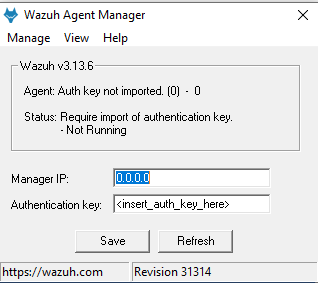 Wazuh Agent Manager
Manage View Help
Wazuh v3.13.6
Agent: Auth key not imported. (0) - 0
Status: Require import of authentication key.
- Not Running
Manager IP: 0.0.0.0
Authentication key: <insert_auth_key_here>
Save Refresh
https://wazuh.com Revision 31314